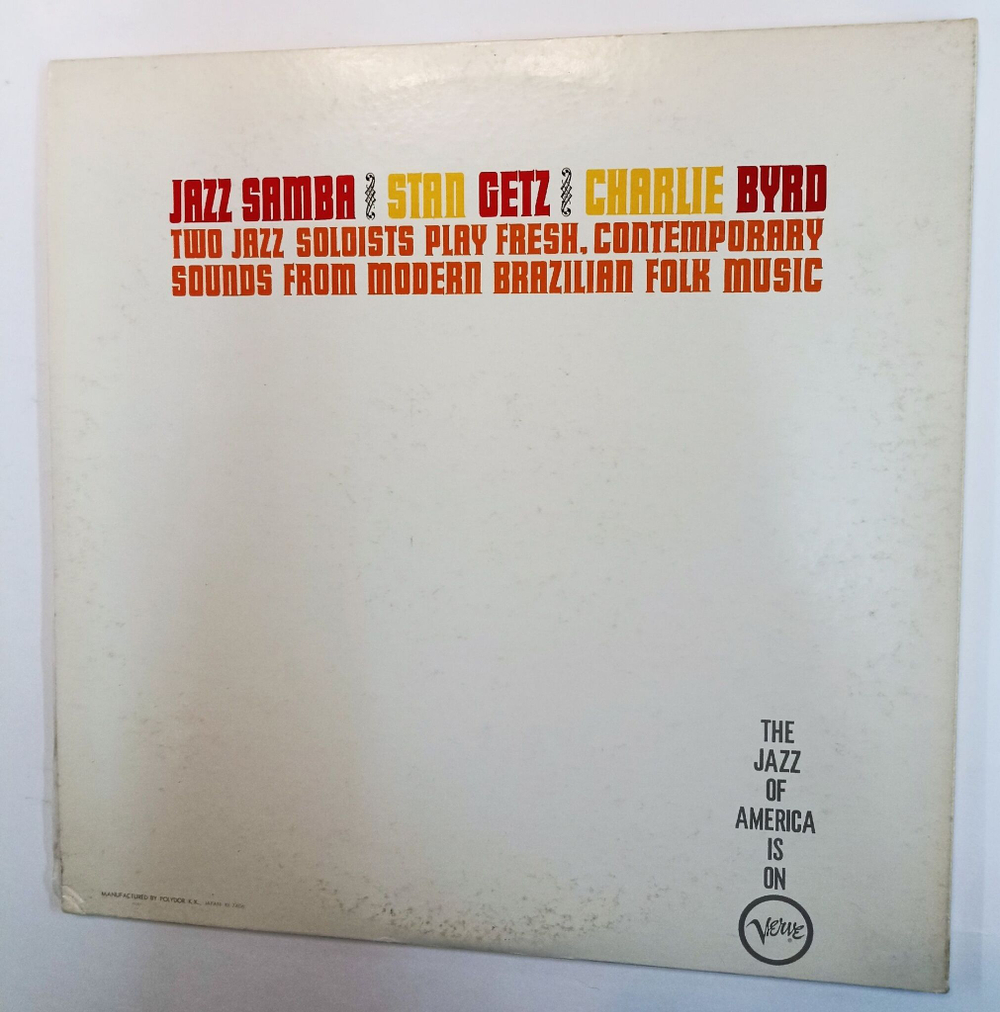 JAZZ SAMBA STAN GETZ CHARLIE BYRD
TWO JAZZ SOLOISTS PLAY FRESH, CONTEMPORARY
SOUNDS FROM MODERN BRAZILIAN FOLK MUSIC
THE
JAZZ
OF
AMERICA
IS
ON
Verve
MANUFACTURED BY POLYDOR K.K., JAPAN